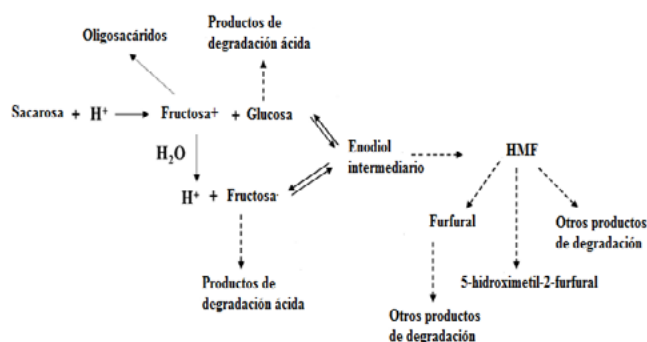 Productos de
degradación ácida
Oligosacáridos
Sacarosa + H⁺ Fructosa+ + Glucosa
H₂O
Enodiol
intermediario
HMF
H⁺ + Fructosa
Furfural
Otros productos
de degradación
Productos de
degradación ácida
5-hidroximetil-2-furfural
Otros productos
de degradación